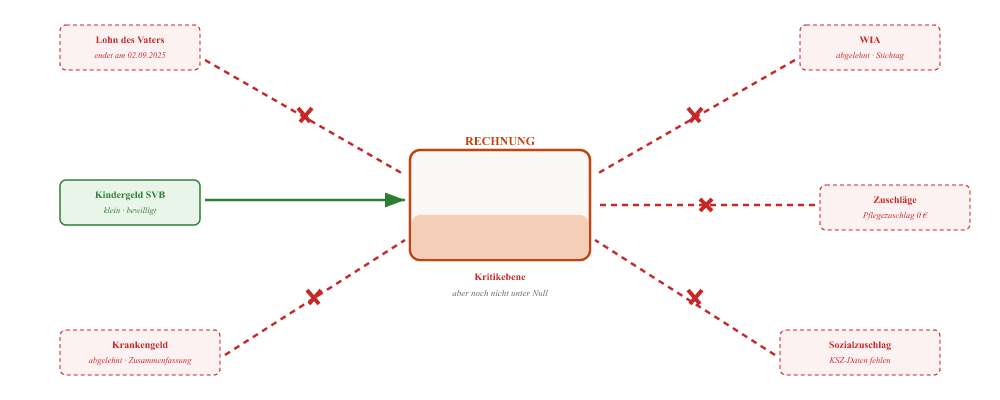 Lohn des Vaters
endet am 02.09.2025
WIA
abgelehnt · Stichtag
RECHNUNG
Kindergeld SVB
klein · bewilligt
Zuschläge
Pflegezuschlag 0 €
Kritikebene
aber noch nicht unter Null
Krankengeld
abgelehnt · Zusammenfassung
Sozialzuschlag
KSZ-Daten fehlen